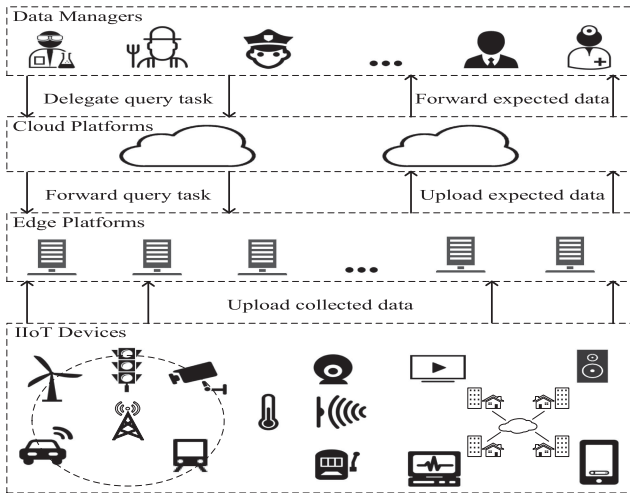 Data Managers
Delegate query task
Forward expected data
Cloud Platforms
Forward query task
Upload expected data
Edge Platforms
Upload collected data
IIoT Devices